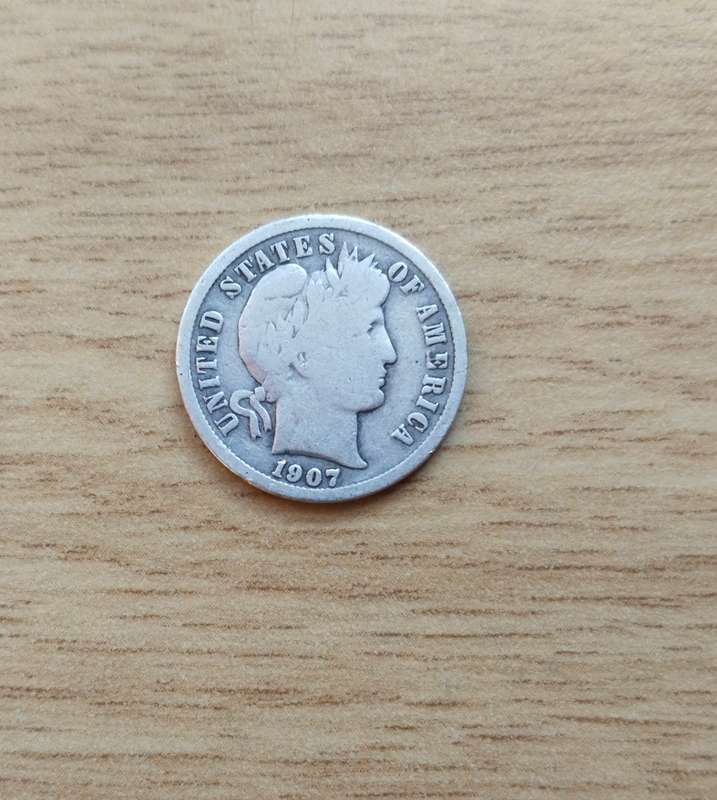 UNITED STATES OF AMERICA
1907